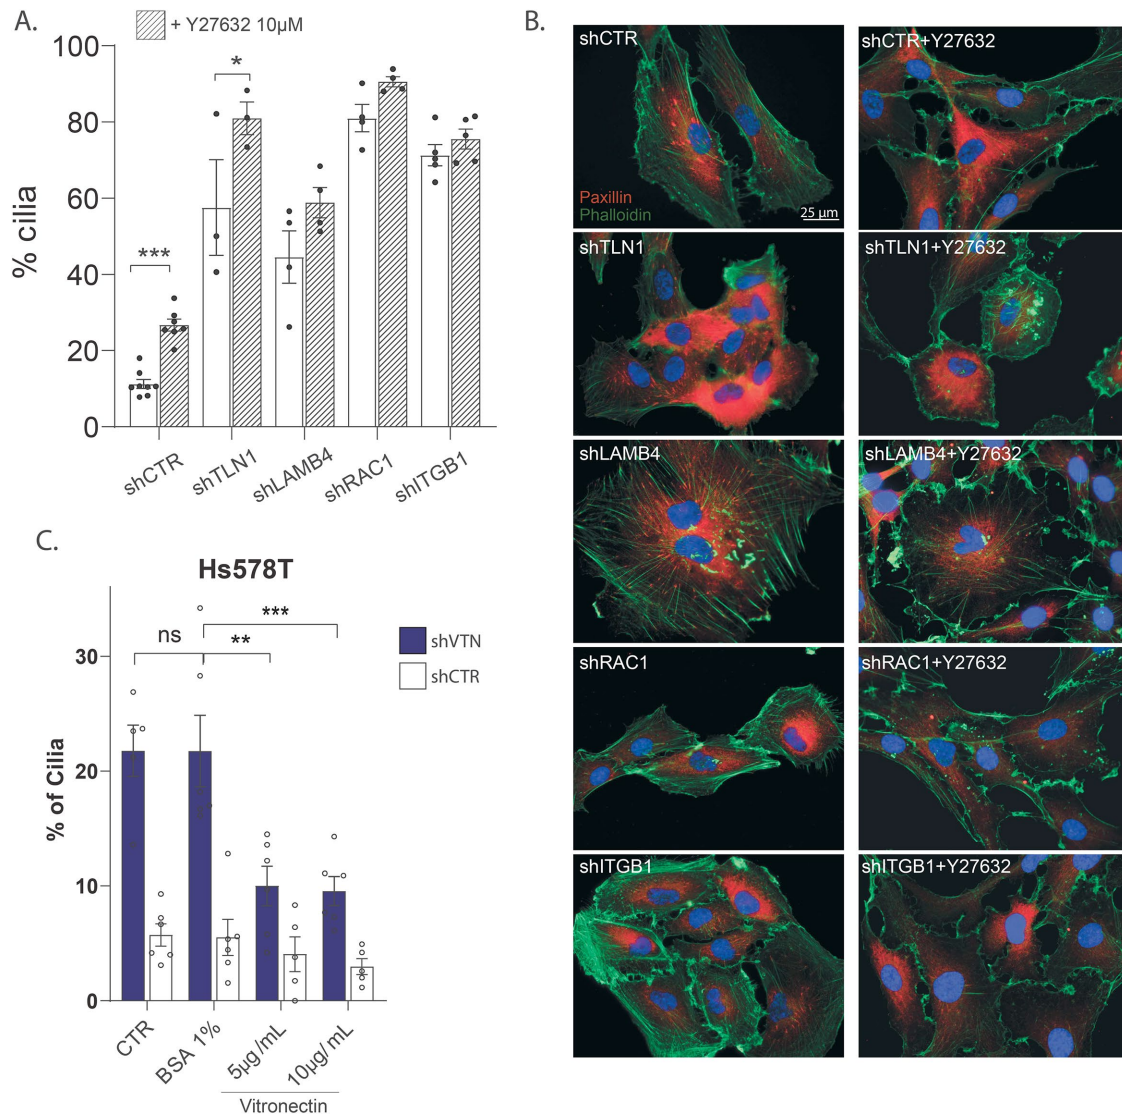 A.
+ Y27632 10µM
100
80
60
40
20
0
% cilia
*
***
shCTR
shTLN1
shLAMB4
shRAC1
shITGB1
B.
shCTR
Paxillin
Phalloidin
25 µm
shCTR+Y27632
shTLN1
shTLN1+Y27632
shLAMB4
shLAMB4+Y27632
shRAC1
shRAC1+Y27632
shITGB1
shITGB1+Y27632
C.
Hs578T
***
ns
**
shVTN
shCTR
30
20
10
0
% of Cilia
CTR
BSA 1%
5µg/mL
10µg/mL
Vitronectin